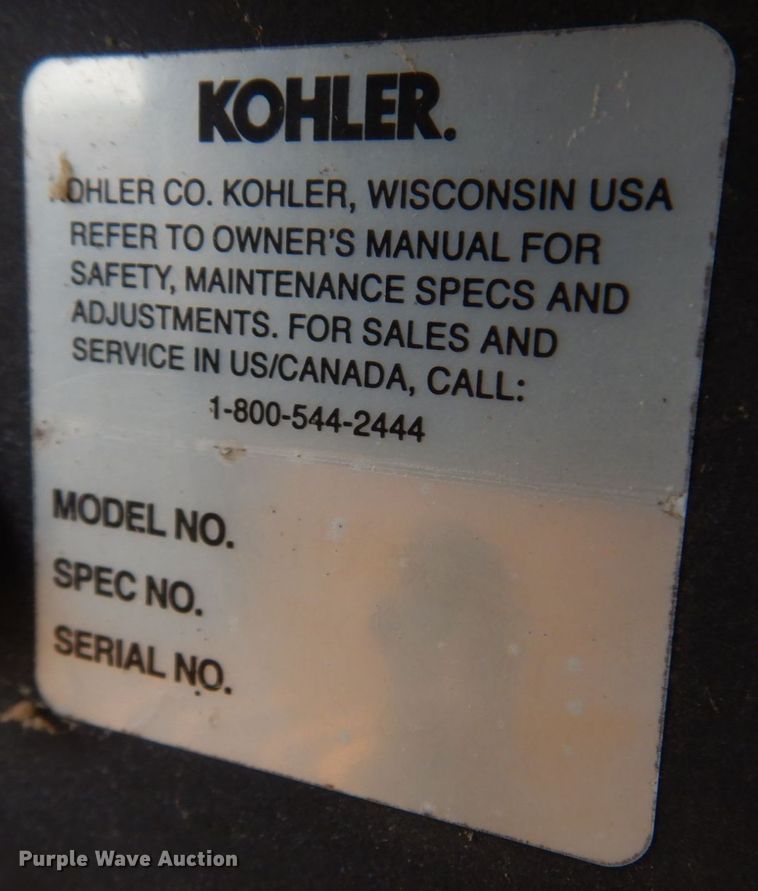 KOHLER.
KOHLER CO. KOHLER, WISCONSIN USA
REFER TO OWNER'S MANUAL FOR
SAFETY, MAINTENANCE SPECS AND
ADJUSTMENTS. FOR SALES AND
SERVICE IN US/CANADA, CALL:
1-800-544-2444
MODEL NO.
SPEC NO.
SERIAL NO.
Purple Wave Auction